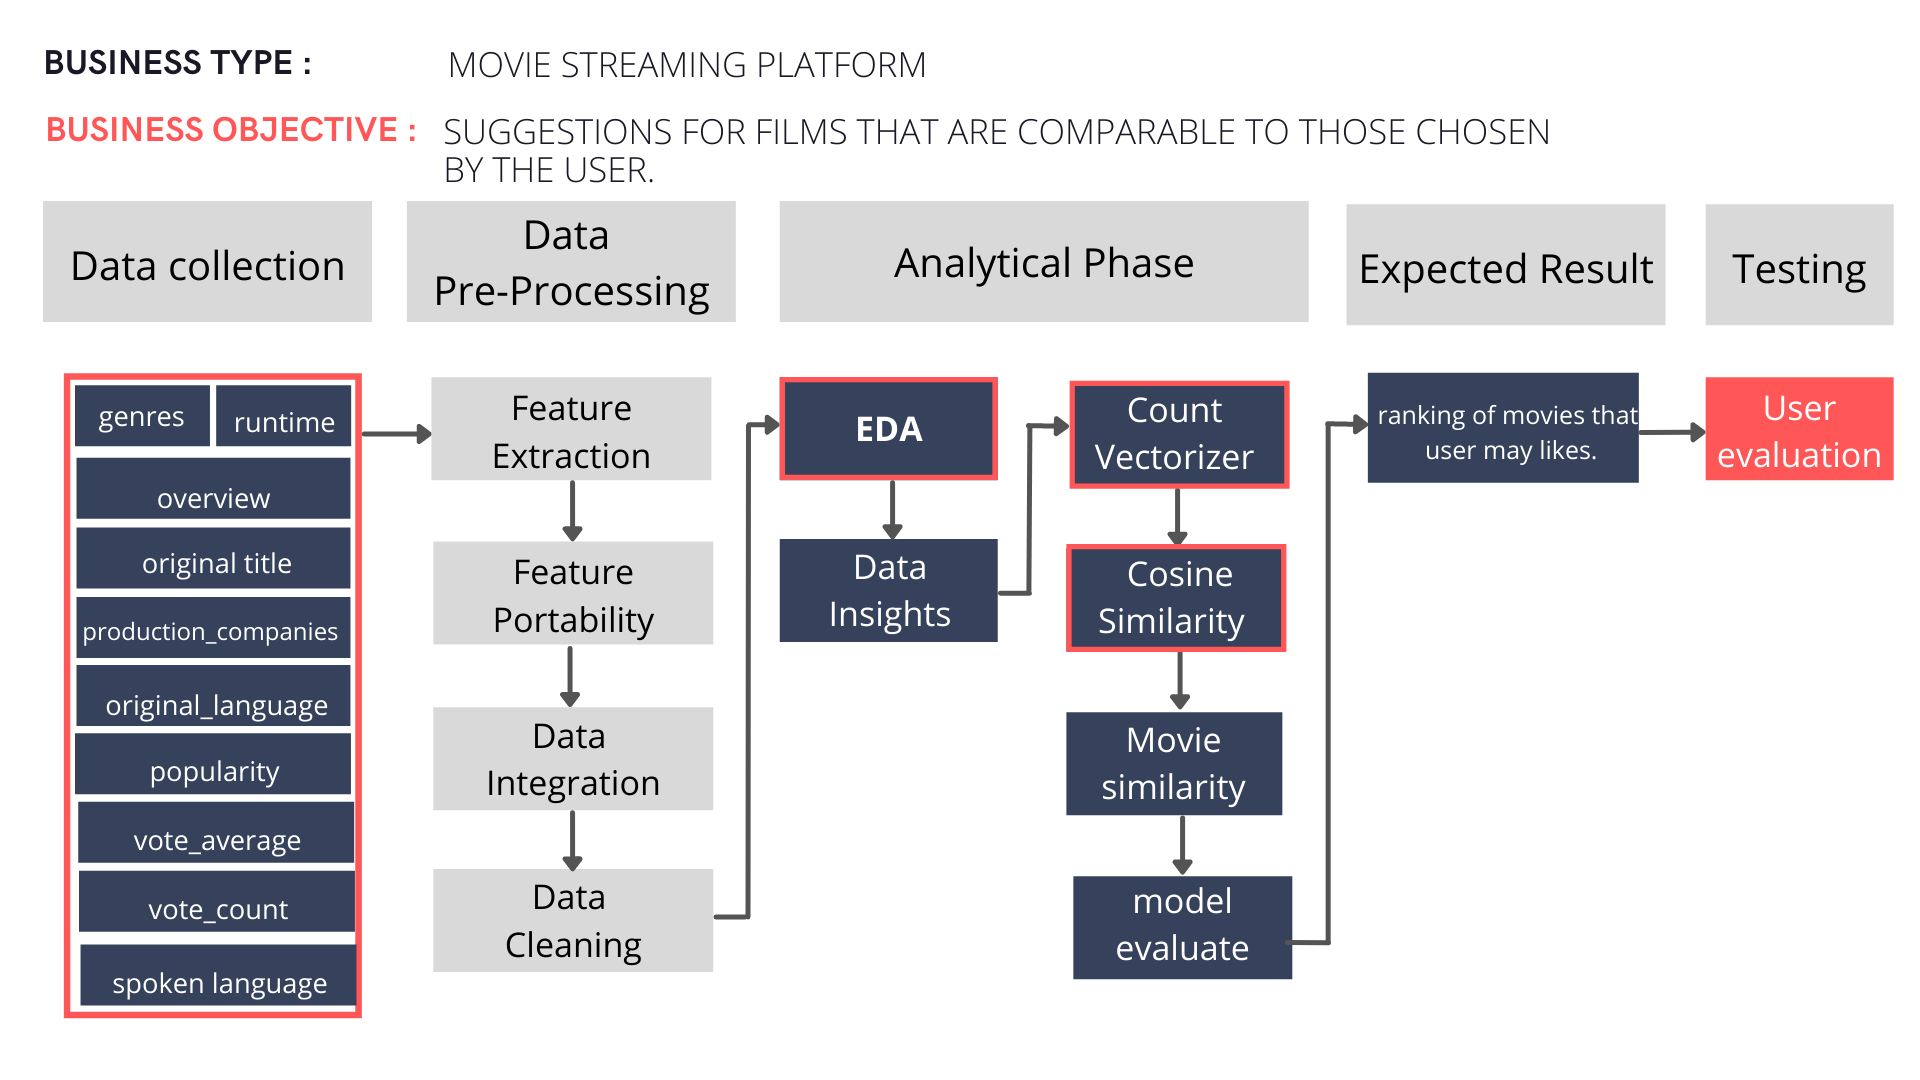 BUSINESS TYPE :
MOVIE STREAMING PLATFORM
BUSINESS OBJECTIVE :
SUGGESTIONS FOR FILMS THAT ARE COMPARABLE TO THOSE CHOSEN
BY THE USER.
Data collection
Data
Pre-Processing
Analytical Phase
Expected Result
Testing
genres
runtime
overview
original title
production_companies
original_language
popularity
vote_average
vote_count
spoken language
Feature
Extraction
Feature
Portability
Data
Integration
Data
Cleaning
EDA
Data
Insights
Count
Vectorizer
Cosine
Similarity
Movie
similarity
model
evaluate
ranking of movies that
user may likes.
User
evaluation